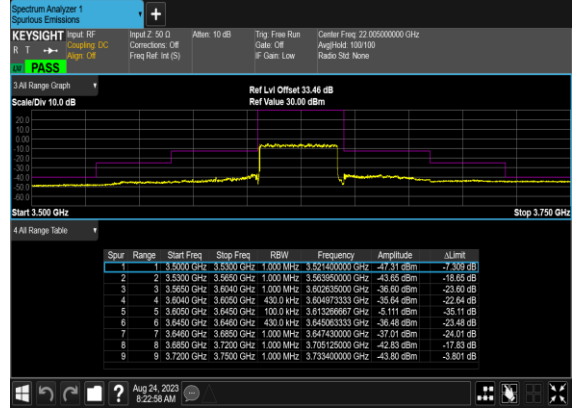 Spectrum Analyzer 1
Spurious Emissions
KEYSIGHT Input: RF Input Z: 50 Ω Atten: 10 dB Trig: Free Run Center Freq: 22.005000000 GHz
R T Coupling: DC Corrections: Off Gate: Off Avg|Hold: 100/100
Align: Off Freq Ref: Int (S) IF Gain: Low Radio Std: None
PASS
3 All Range Graph
Ref Lvl Offset 33.46 dB
Scale/Div 10.0 dB Ref Value 30.00 dBm
20.0
10.0
0.00
-10.0
-20.0
-30.0
-40.0
-50.0
-60.0
Start 3.500 GHz Stop 3.750 GHz
4 All Range Table
Spur Range Start Freq Stop Freq RBW Frequency Amplitude ΔLimit
1 1 3.5000 GHz 3.5300 GHz 1.000 MHz 3.521400000 GHz -47.31 dBm -7.309 dB
2 2 3.5300 GHz 3.5650 GHz 1.000 MHz 3.563950000 GHz -43.65 dBm -18.65 dB
3 3 3.5650 GHz 3.6040 GHz 1.000 MHz 3.602635000 GHz -36.60 dBm -23.60 dB
4 4 3.6040 GHz 3.6050 GHz 430.0 kHz 3.604973333 GHz -35.64 dBm -22.64 dB
5 5 3.6050 GHz 3.6450 GHz 100.0 kHz 3.613266667 GHz -5.111 dBm -35.11 dB
6 6 3.6450 GHz 3.6460 GHz 430.0 kHz 3.645063333 GHz -36.48 dBm -23.48 dB
7 7 3.6460 GHz 3.6850 GHz 1.000 MHz 3.647430000 GHz -37.01 dBm -24.01 dB
8 8 3.6850 GHz 3.7200 GHz 1.000 MHz 3.705125000 GHz -42.83 dBm -17.83 dB
9 9 3.7200 GHz 3.7500 GHz 1.000 MHz 3.733400000 GHz -43.80 dBm -3.801 dB
Aug 24, 2023
8:22:58 AM